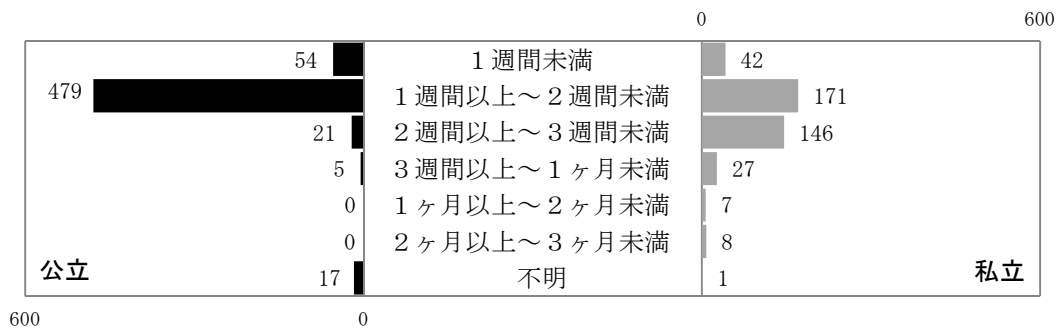 0 600
54 1週間未満 42
479 1週間以上~2週間未満 171
21 2週間以上~3週間未満 146
5 3週間以上~1ヶ月未満 27
0 1ヶ月以上~2ヶ月未満 7
0 2ヶ月以上~3ヶ月未満 8
公立 17 不明 1 私立
600 0